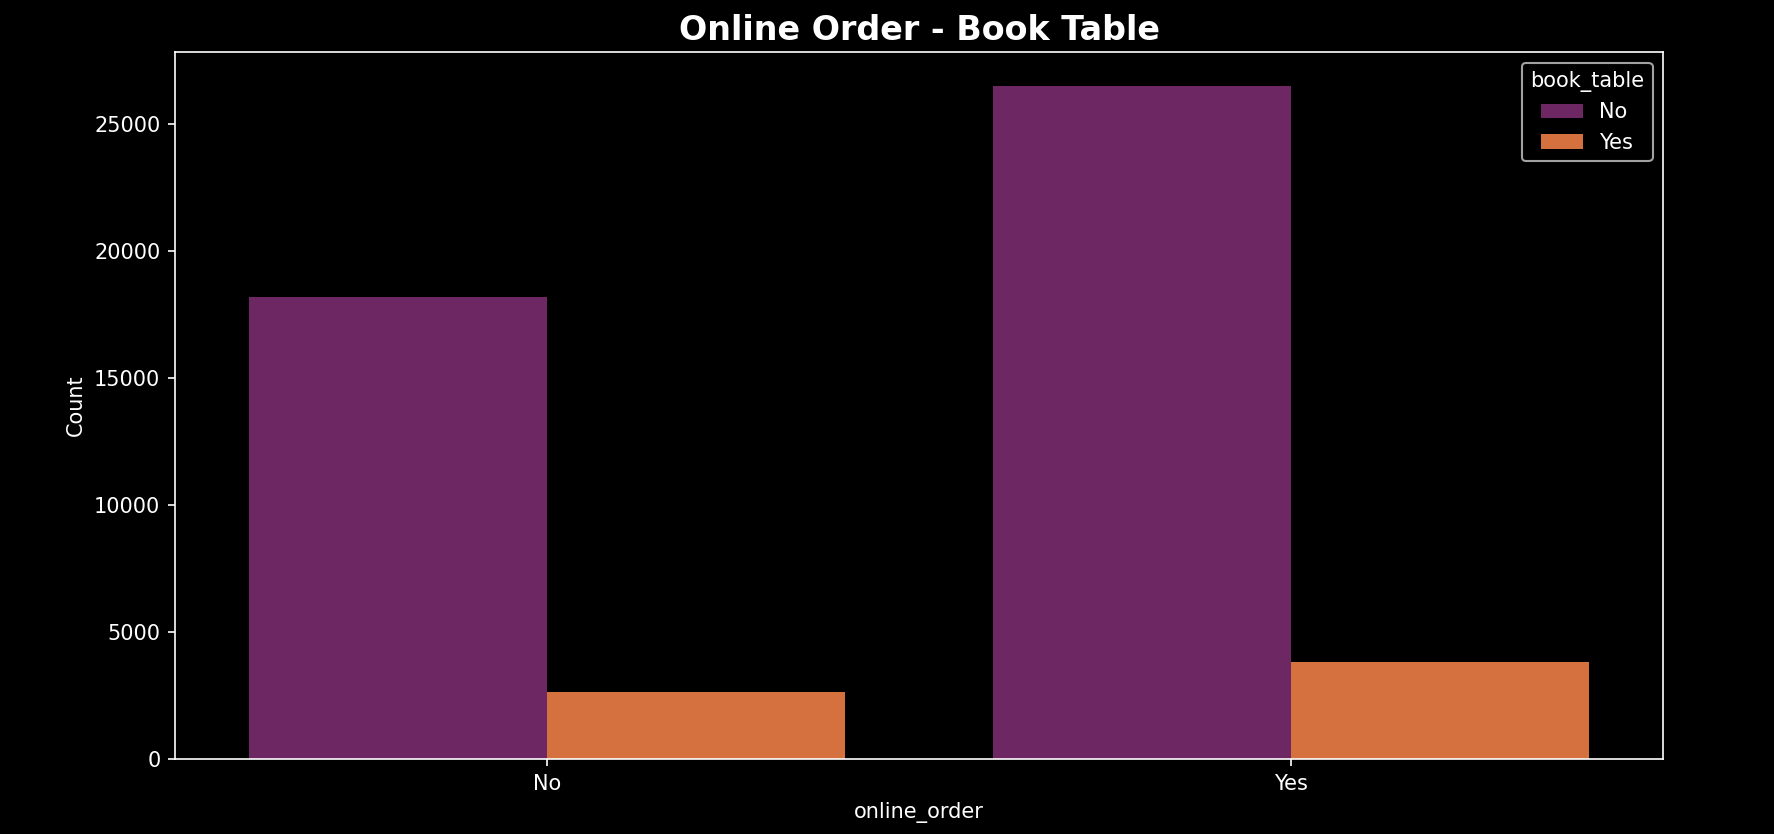 Online Order - Book Table
book_table
No
Yes
25000
20000
15000
10000
5000
0
Count
No
Yes
online_order